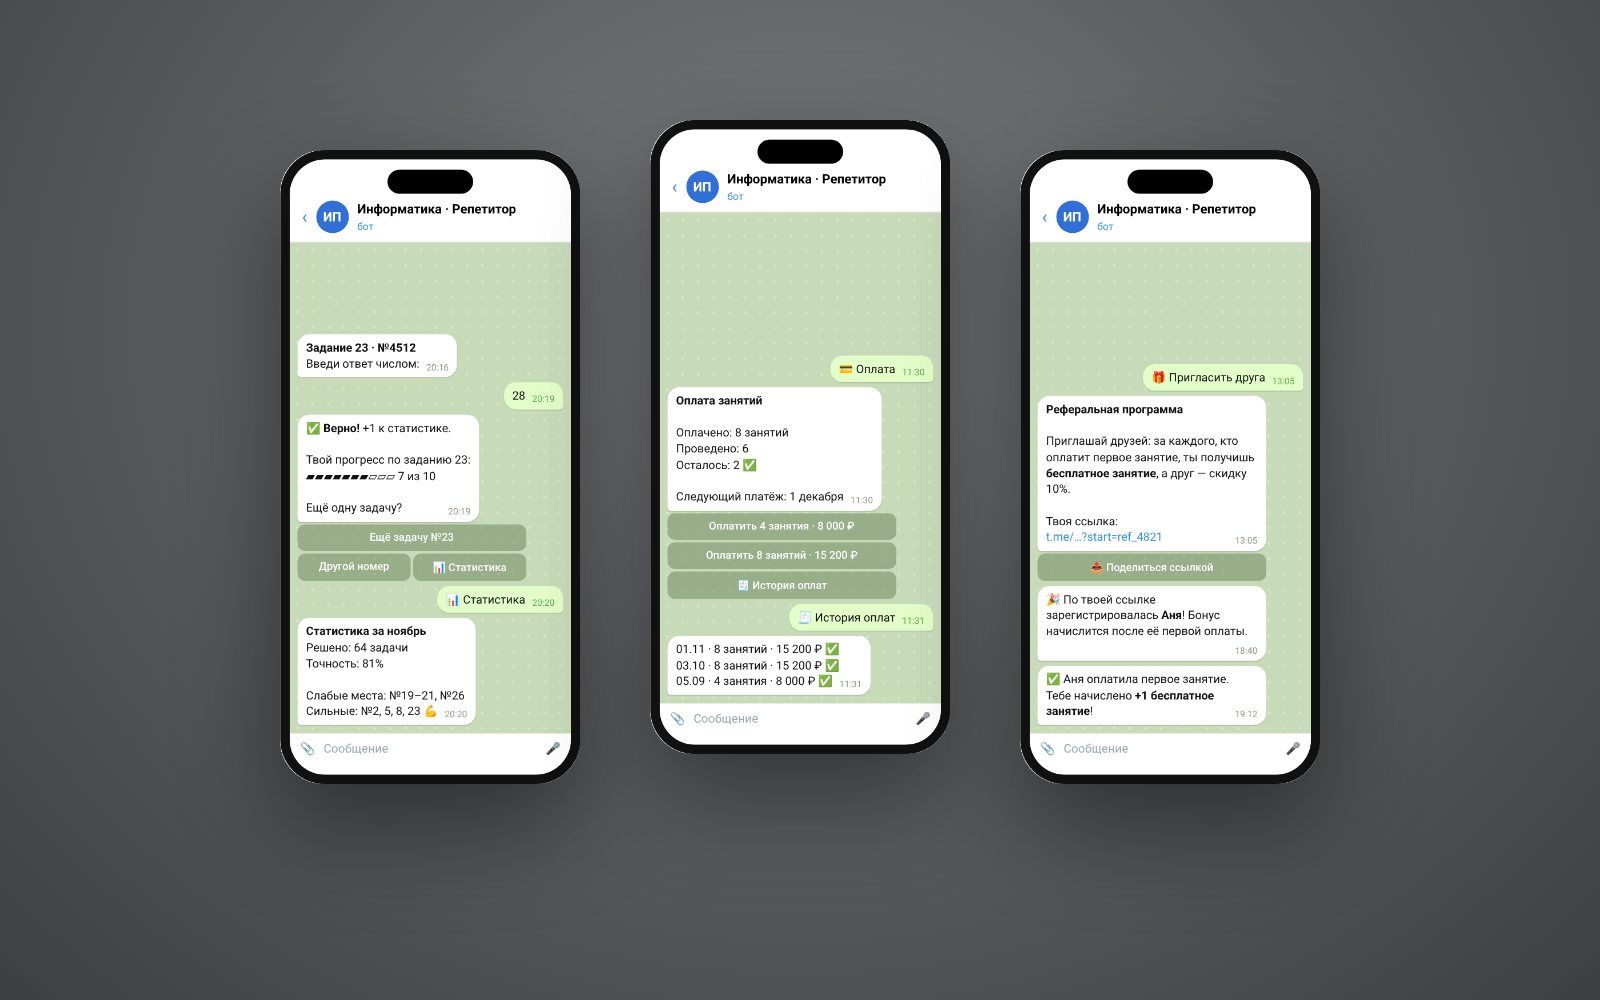 ‹ ИП Информатика · Репетитор
бот
Задание 23 · №4512
Введи ответ числом: 20:16
28 20:19
✅ Верно! +1 к статистике.
Твой прогресс по заданию 23:
▰▰▰▰▰▰▰▱▱▱ 7 из 10
Ещё одну задачу? 20:19
Ещё задачу №23
Другой номер
📊 Статистика
📊 Статистика 20:20
Статистика за ноябрь
Решено: 64 задачи
Точность: 81%
Слабые места: №19–21, №26
Сильные: №2, 5, 8, 23 💪 20:20
📎 Сообщение 🎤
‹ ИП Информатика · Репетитор
бот
💳 Оплата 11:30
Оплата занятий
Оплачено: 8 занятий
Проведено: 6
Осталось: 2 ✅
Следующий платёж: 1 декабря 11:30
Оплатить 4 занятия · 8 000 ₽
Оплатить 8 занятий · 15 200 ₽
🧾 История оплат
🧾 История оплат 11:31
01.11 · 8 занятий · 15 200 ₽ ✅
03.10 · 8 занятий · 15 200 ₽ ✅
05.09 · 4 занятия · 8 000 ₽ ✅ 11:31
📎 Сообщение 🎤
‹ ИП Информатика · Репетитор
бот
🎁 Пригласить друга 13:05
Реферальная программа
Приглашай друзей: за каждого, кто
оплатит первое занятие, ты получишь
бесплатное занятие, а друг — скидку
10%.
Твоя ссылка:
t.me/...?start=ref_4821 13:05
📤 Поделиться ссылкой
🎉 По твоей ссылке
зарегистрировалась Аня! Бонус
начислится после её первой оплаты.
18:40
✅ Аня оплатила первое занятие.
Тебе начислено +1 бесплатное
занятие! 19:12
📎 Сообщение 🎤